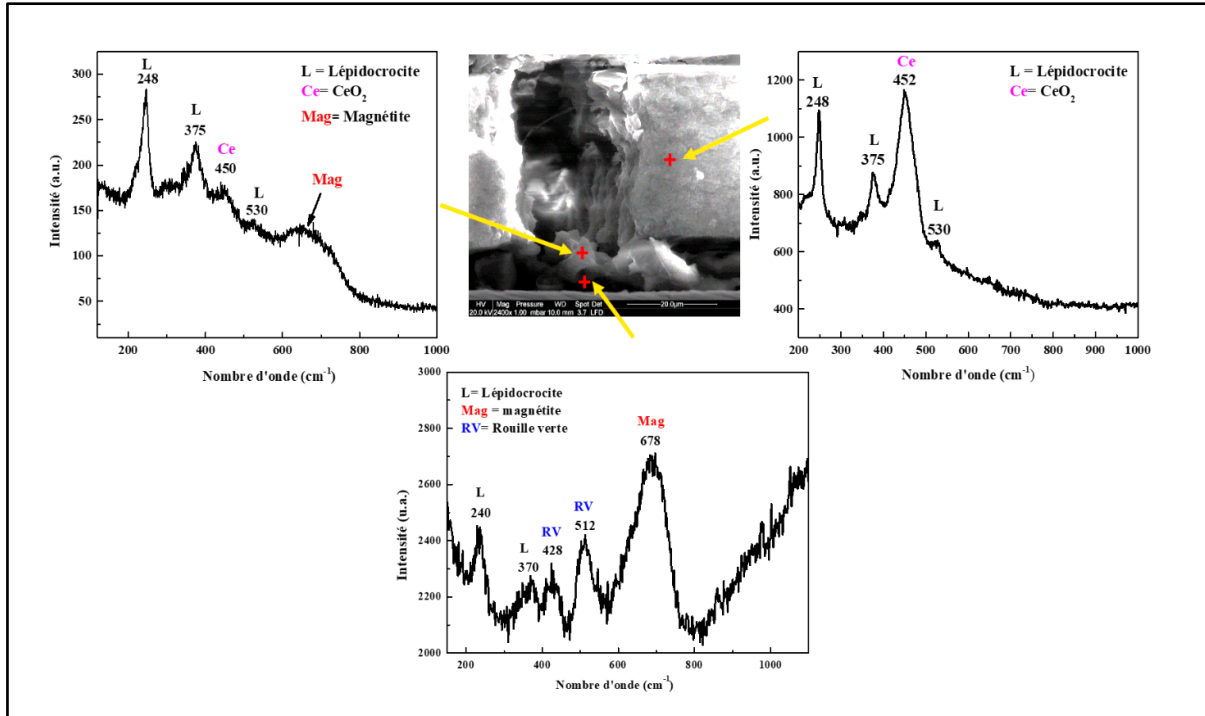 L = Lépidocrocite
Ce= CeO2
Mag= Magnétite
L
248
L
375
Ce
450
L
530
Mag
300
250
200
150
100
50
Intensité (u.a.)
200 400 600 800 1000
Nombre d'onde (cm-1)
HV Mag Pressure WD Spot Det
20.0 kV 2400x 1.00 mbar 10.0 mm 3.7 LFD
20.0µm
L = Lépidocrocite
Ce= CeO2
L
248
L
375
Ce
452
L
530
1200
1000
800
600
400
Intensité (a.u.)
200 300 400 500 600 700 800 900 1000
Nombre d'onde (cm-1)
L= Lépidocrocite
Mag = magnétite
RV= Rouille verte
L
240
L
370
RV
428
RV
512
Mag
678
3000
2800
2600
2400
2200
2000
Intensité (u.a.)
200 400 600 800 1000
Nombre d'onde (cm-1)